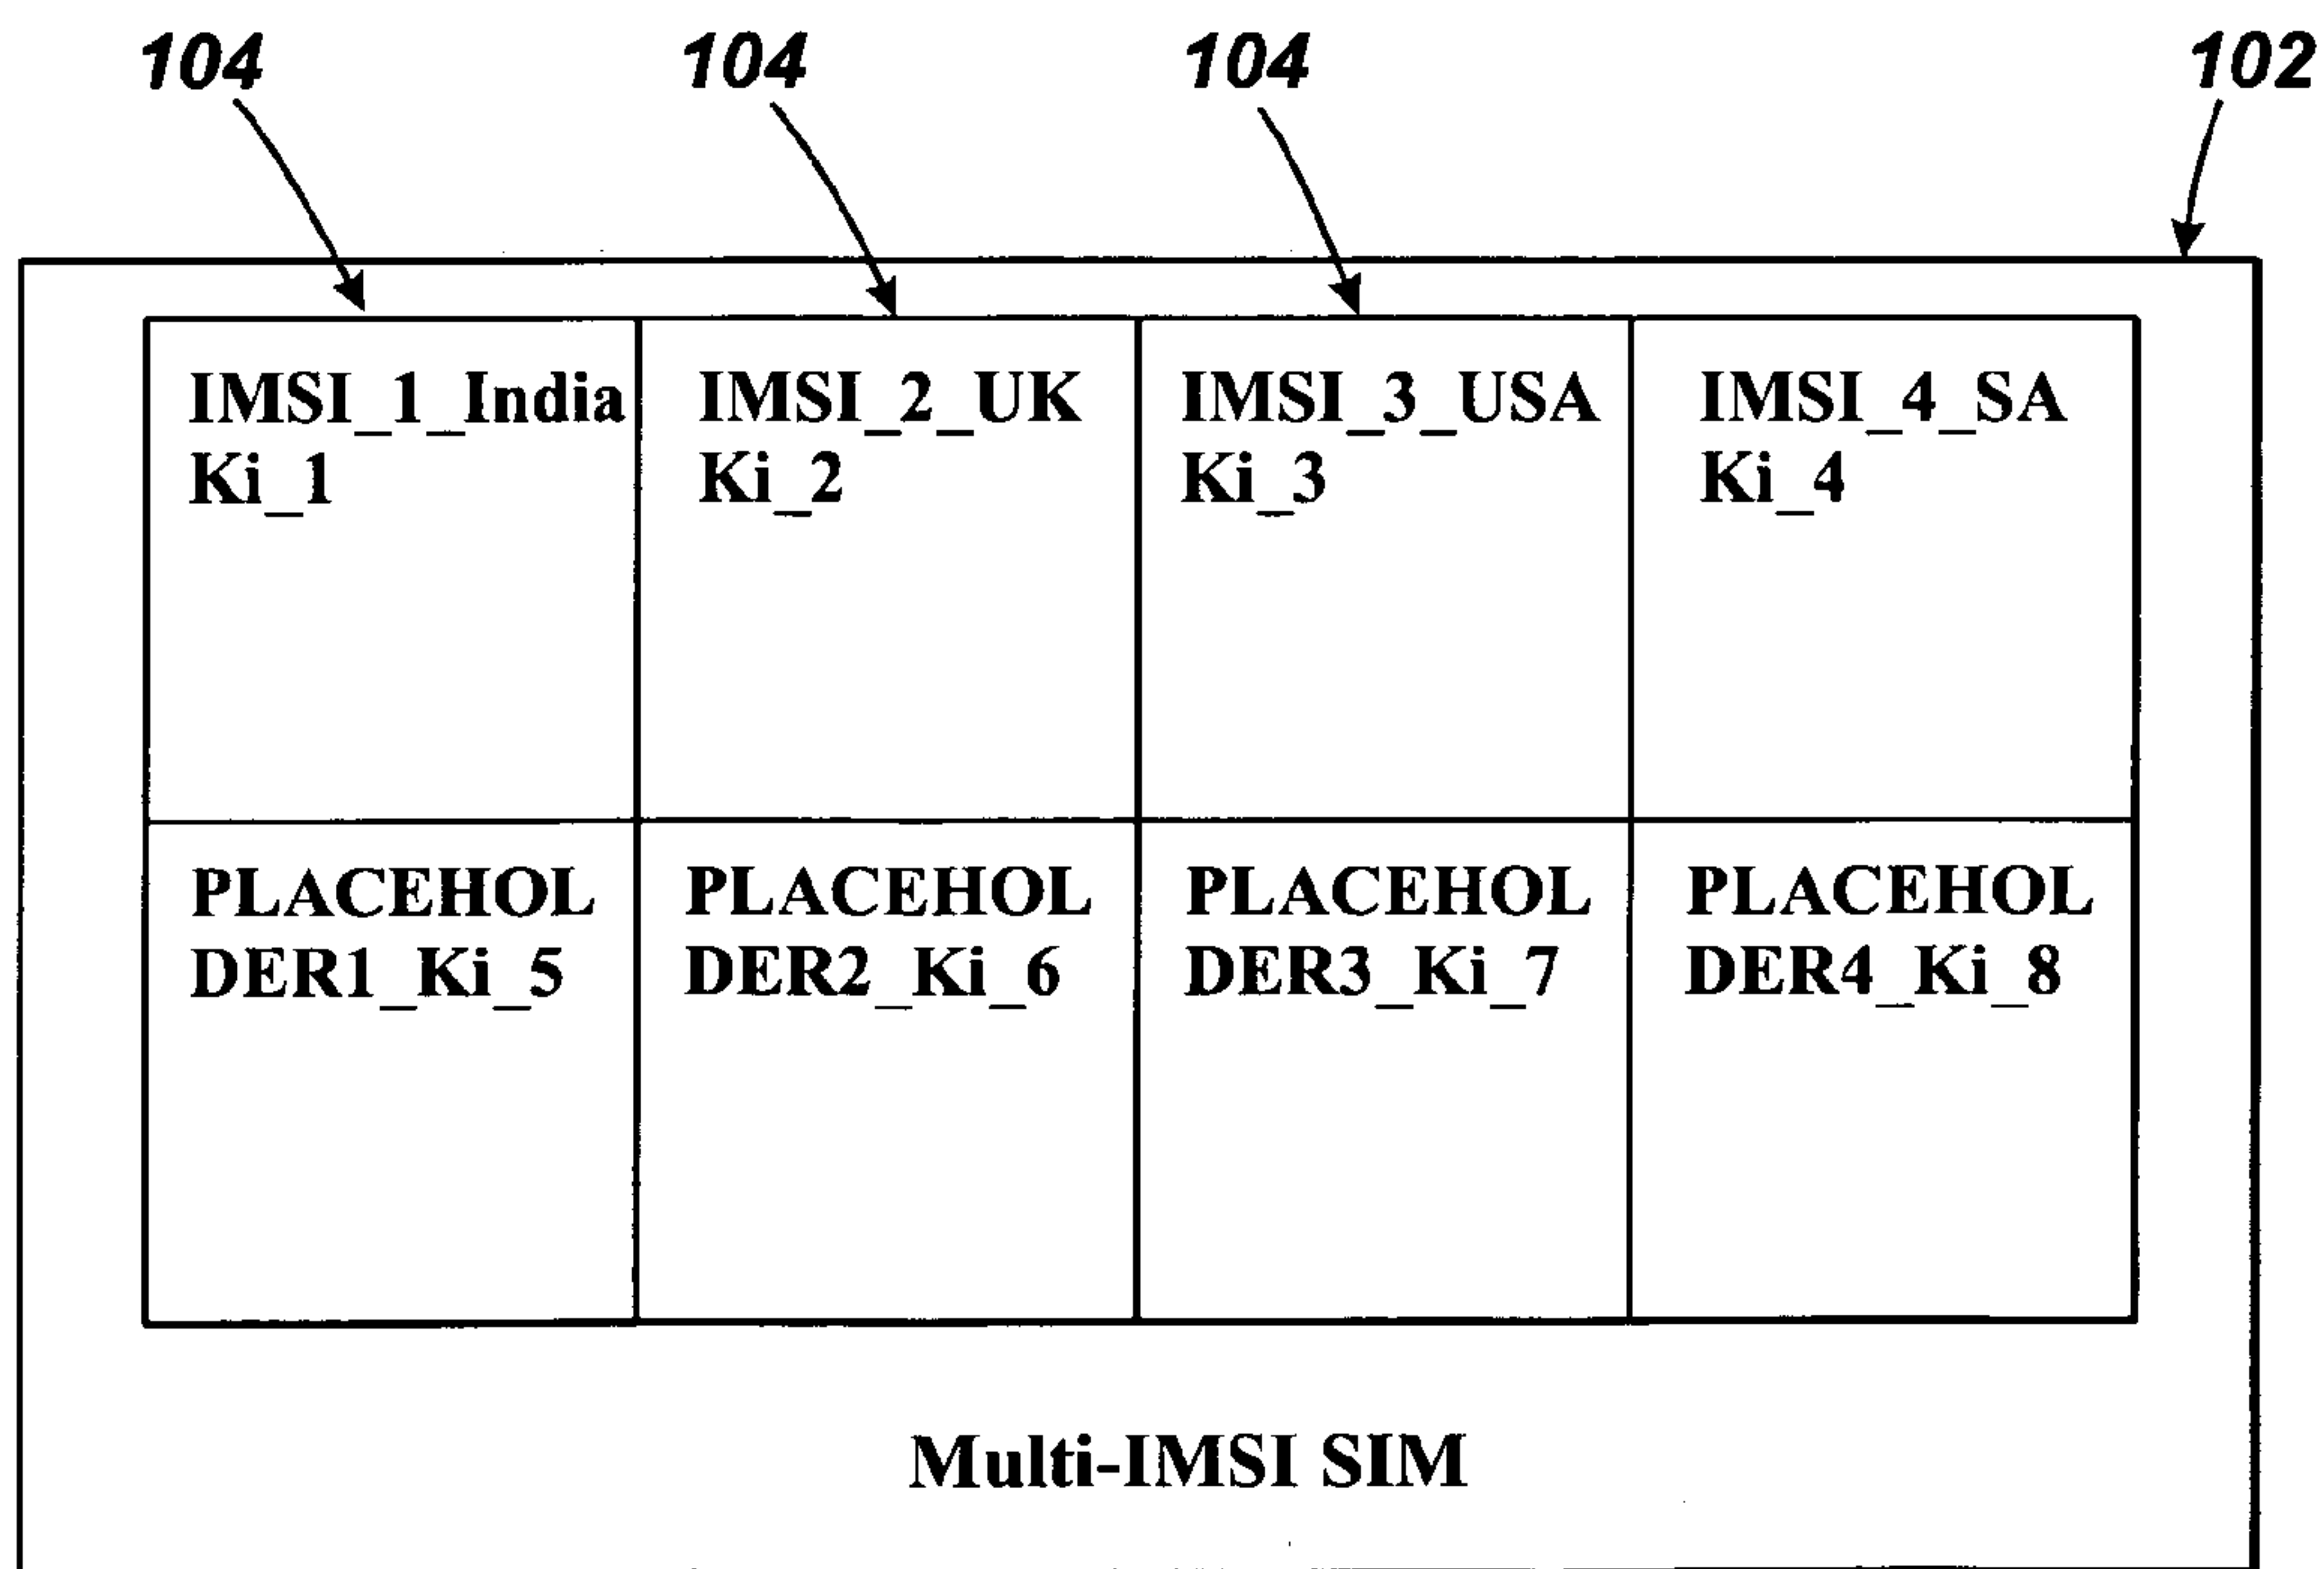 104 104 104 102
IMSI_1_India IMSI_2_UK IMSI_3_USA IMSI_4_SA
Ki_1 Ki_2 Ki_3 Ki_4
PLACEHOL PLACEHOL PLACEHOL PLACEHOL
DER1_Ki_5 DER2_Ki_6 DER3_Ki_7 DER4_Ki_8
Multi-IMSI SIM